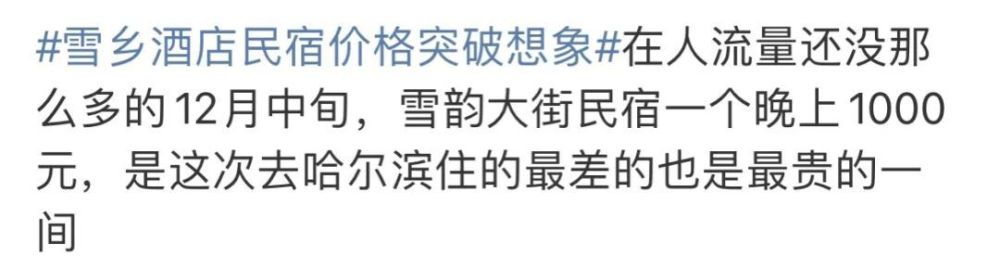 #雪乡酒店民宿价格突破想象#在人流量还没那
么多的12月中旬，雪韵大街民宿一个晚上1000
元，是这次去哈尔滨住的最差的也是最贵的一
间